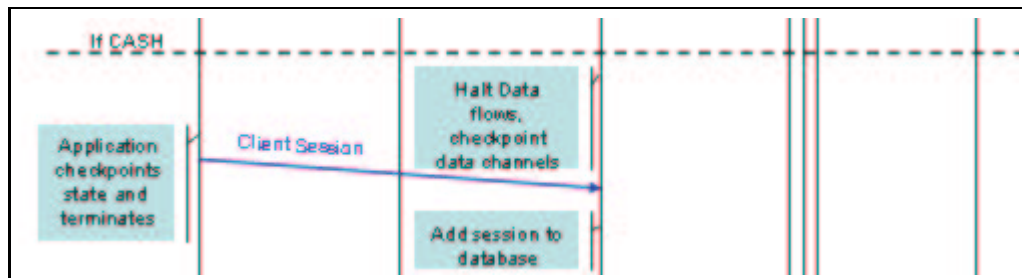 If CASH
Halt Data
flows,
checkpoint
data channels
Application
checkpoints
state and
terminates
Client Session
Add session to
database